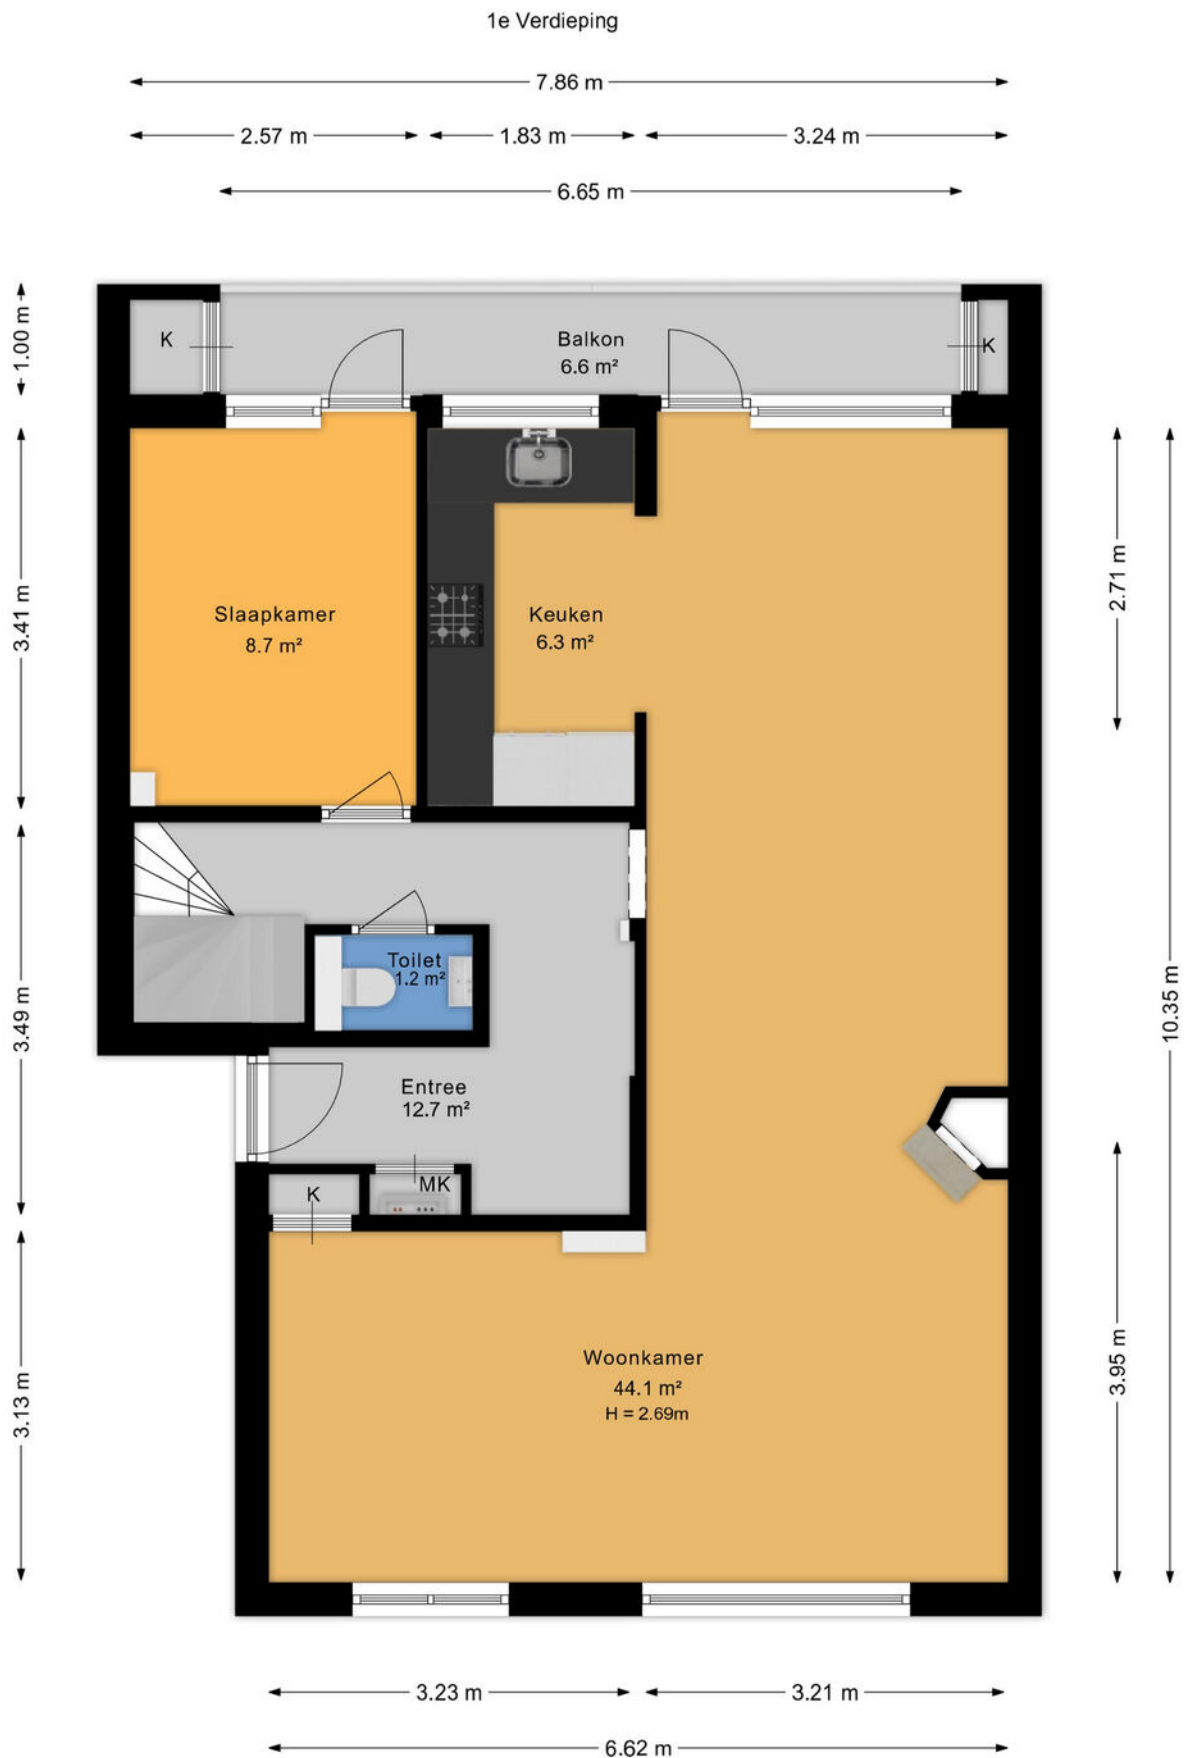 1e Verdieping
7.86 m
2.57 m
1.83 m
3.24 m
6.65 m
1.00 m
K
Balkon
6.6 m²
K
3.41 m
Slaapkamer
8.7 m²
Keuken
6.3 m²
2.71 m
10.35 m
3.49 m
Toilet
1.2 m²
Entree
12.7 m²
K
MK
3.13 m
Woonkamer
44.1 m²
H = 2.69m
3.95 m
3.23 m
3.21 m
6.62 m